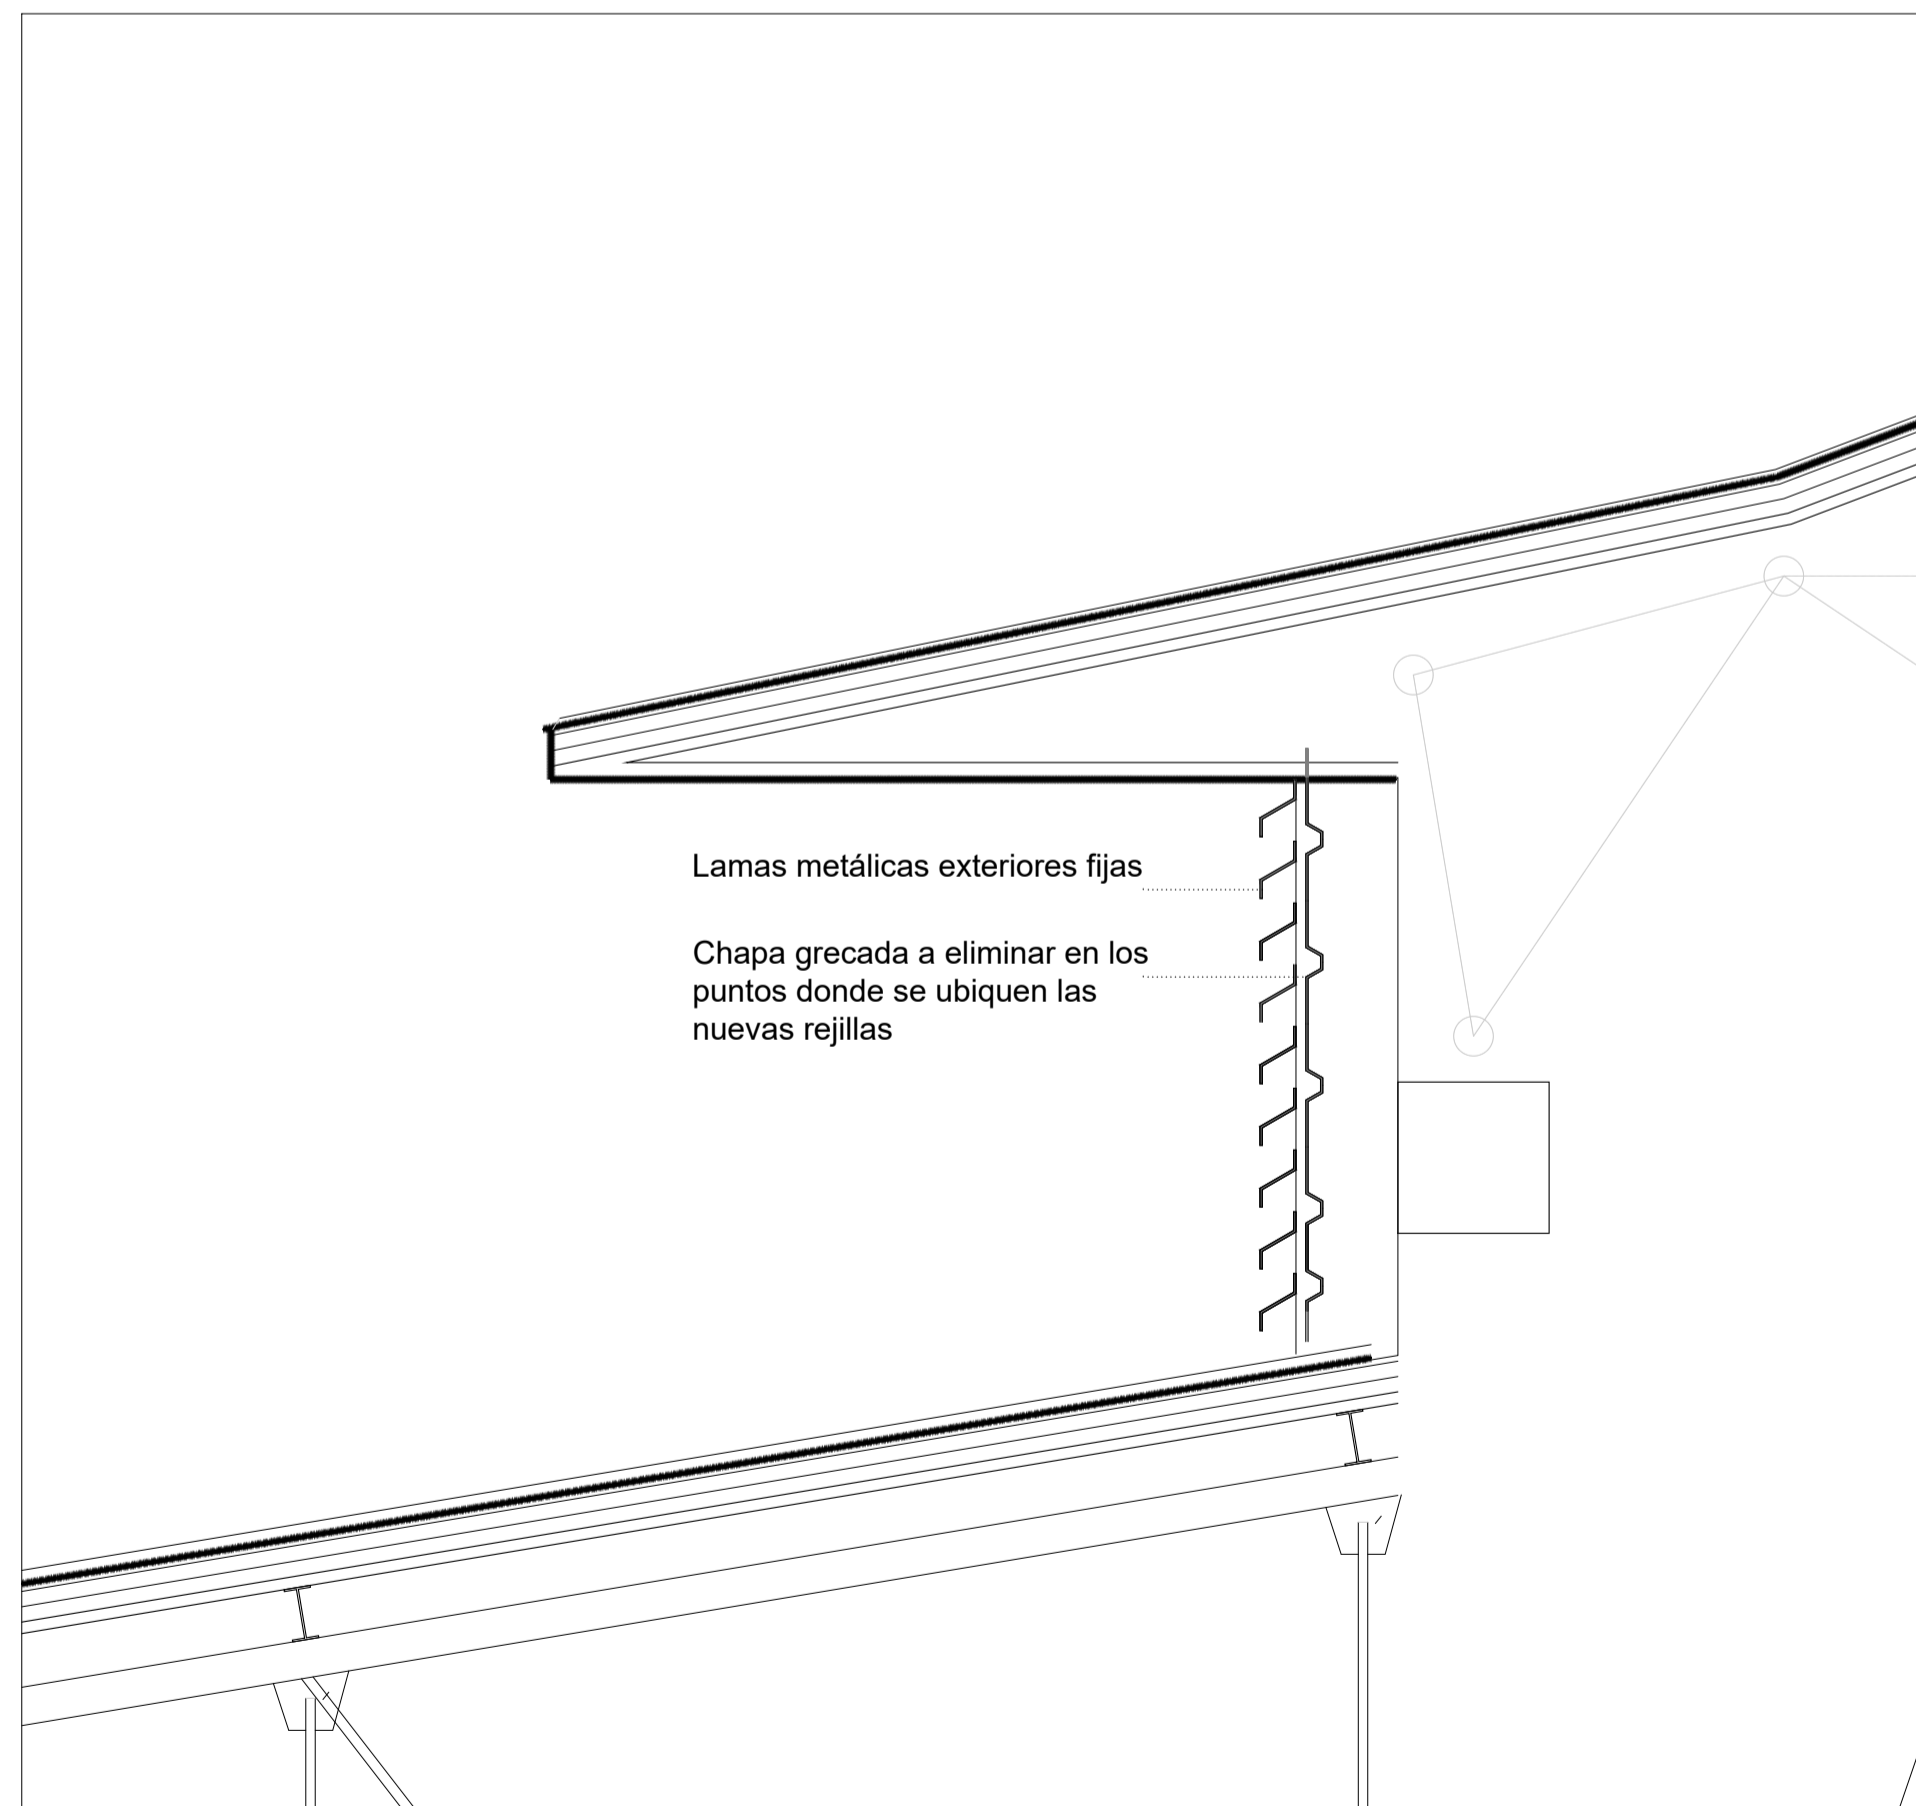 Lamas metálicas exteriores fijas
Chapa grecada a eliminar en los
puntos donde se ubiquen las
nuevas rejillas